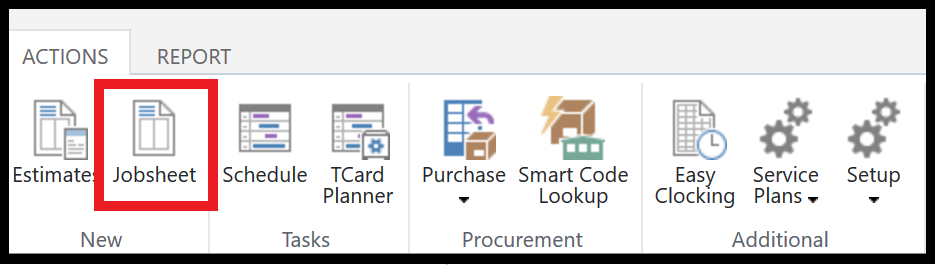 ACTIONS REPORT
Estimates Jobsheet Schedule TCard Planner Purchase Smart Code Lookup Easy Clocking Service Plans Setup
New Tasks Procurement Additional